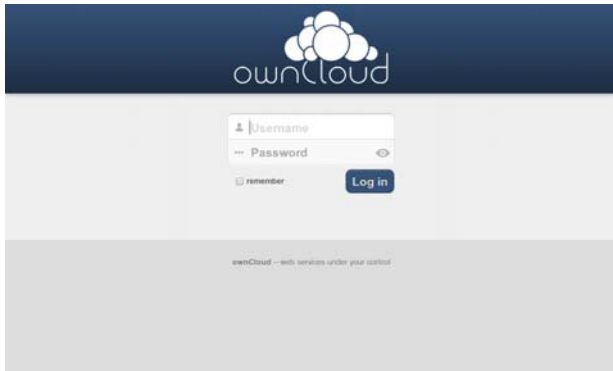 ownCloud
Username
Password
remember
Log in
ownCloud – web services under your control